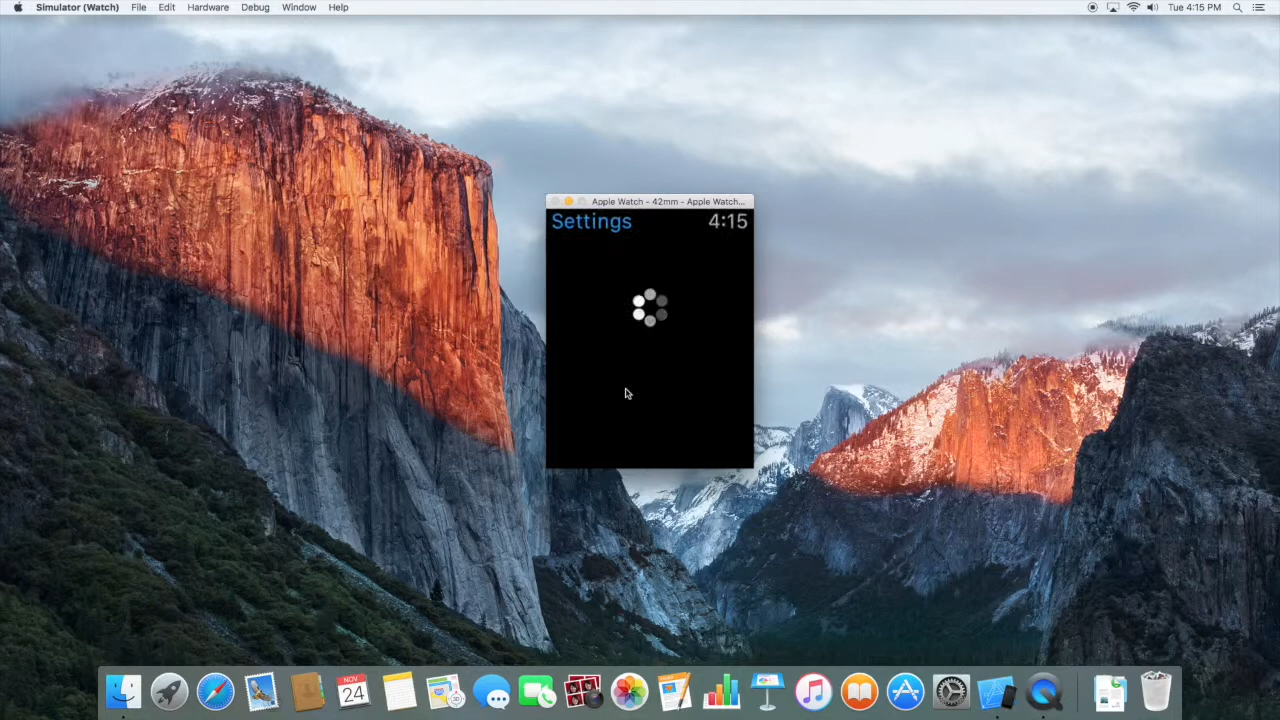 Simulator (Watch) File Edit Hardware Debug Window Help Tue 4:15 PM
Apple Watch - 42mm - Apple Watch...
Settings 4:15
NOV
24